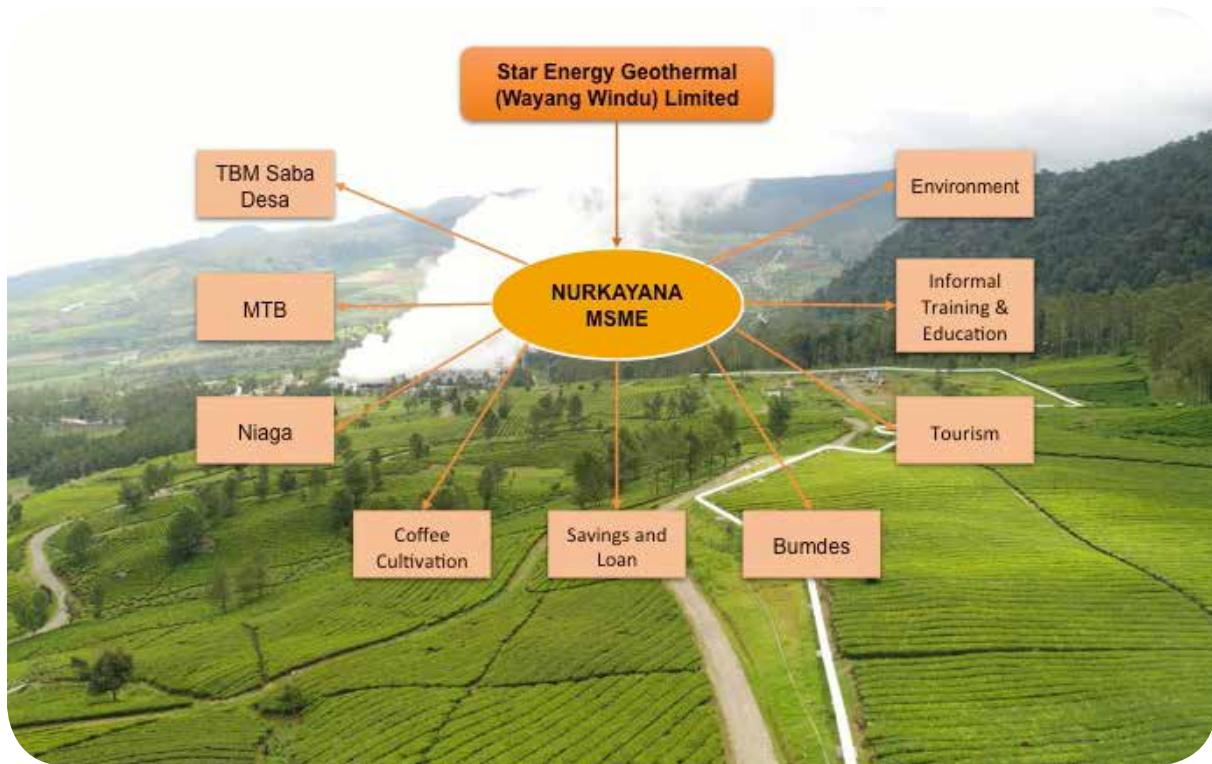 Star Energy Geothermal
(Wayang Windu) Limited
TBM Saba
Desa
Environment
MTB
NURKAYANA
MSME
Informal
Training &
Education
Niaga
Tourism
Coffee
Cultivation
Savings and
Loan
Bumdes